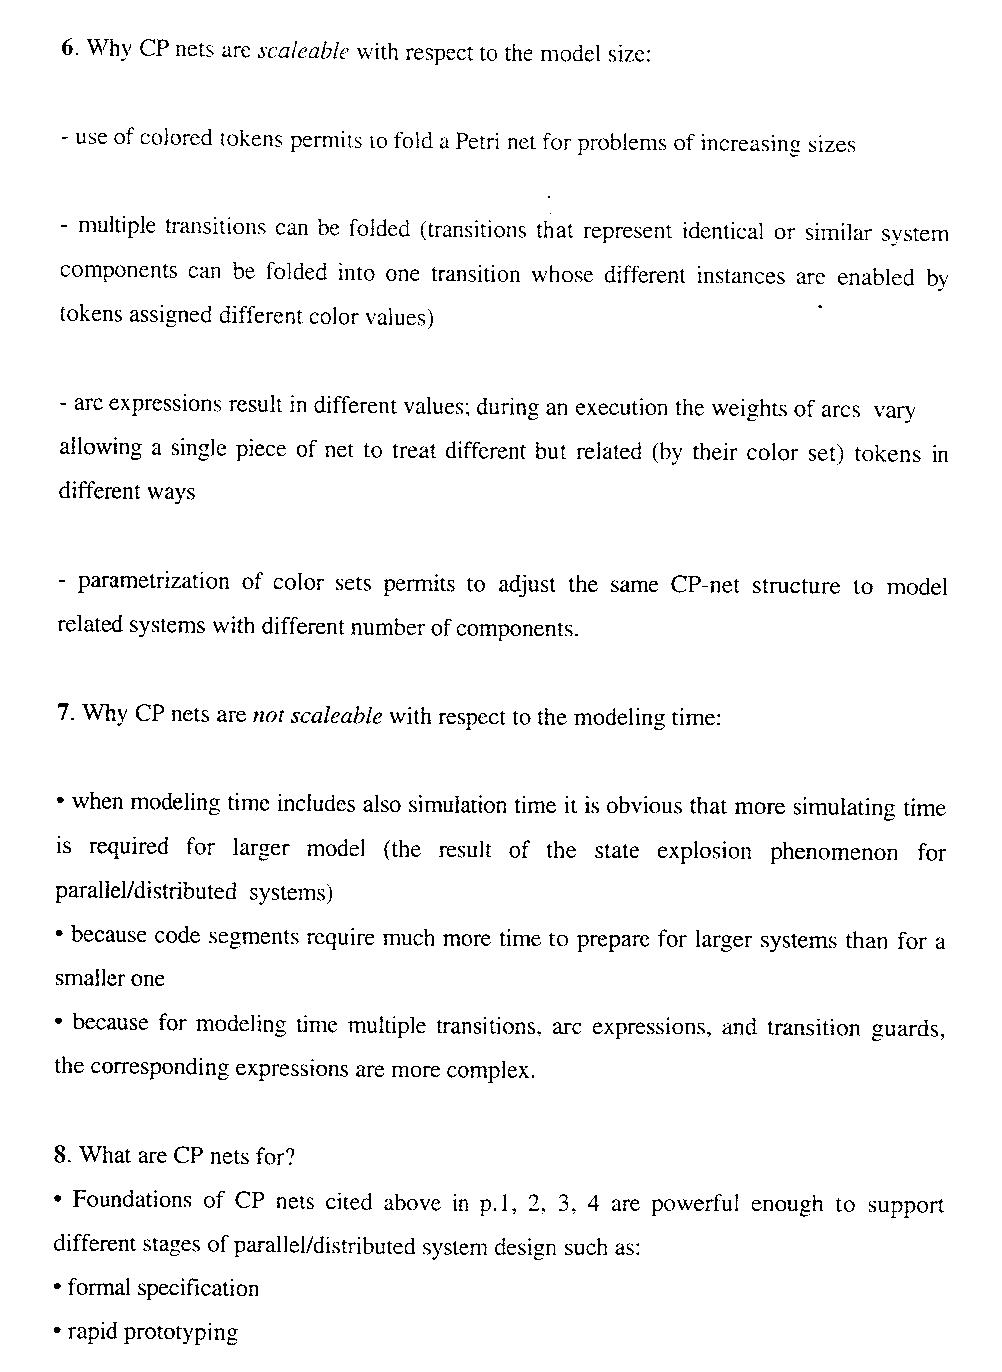 6. Why CP nets are scaleable with respect to the model size:
- use of colored tokens permits to fold a Petri net for problems of increasing sizes
- multiple transitions can be folded (transitions that represent identical or similar system
components can be folded into one transition whose different instances are enabled by
tokens assigned different color values)
- arc expressions result in different values; during an execution the weights of arcs vary
allowing a single piece of net to treat different but related (by their color set) tokens in
different ways
- parametrization of color sets permits to adjust the same CP-net structure to model
related systems with different number of components.
7. Why CP nets are not scaleable with respect to the modeling time:
• when modeling time includes also simulation time it is obvious that more simulating time
is required for larger model (the result of the state explosion phenomenon for
parallel/distributed systems)
• because code segments require much more time to prepare for larger systems than for a
smaller one
• because for modeling time multiple transitions, arc expressions, and transition guards,
the corresponding expressions are more complex.
8. What are CP nets for?
• Foundations of CP nets cited above in p.1, 2, 3, 4 are powerful enough to support
different stages of parallel/distributed system design such as:
• formal specification
• rapid prototyping